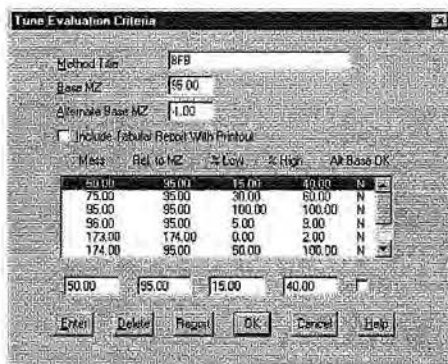 Tune Evaluation Criteria
Method Title BFB
Base MZ 95.00
Alternate Base MZ -1.00
Include Tabular Report With Printout
Mass Rel. to MZ % Low % High Alt Base OK
50.00 95.00 15.00 40.00 N
75.00 95.00 30.00 60.00 N
95.00 95.00 100.00 100.00 N
96.00 95.00 5.00 9.00 N
173.00 174.00 0.00 2.00 N
174.00 95.00 50.00 100.00 N
50.00 95.00 15.00 40.00
Enter Delete Report OK Cancel Help